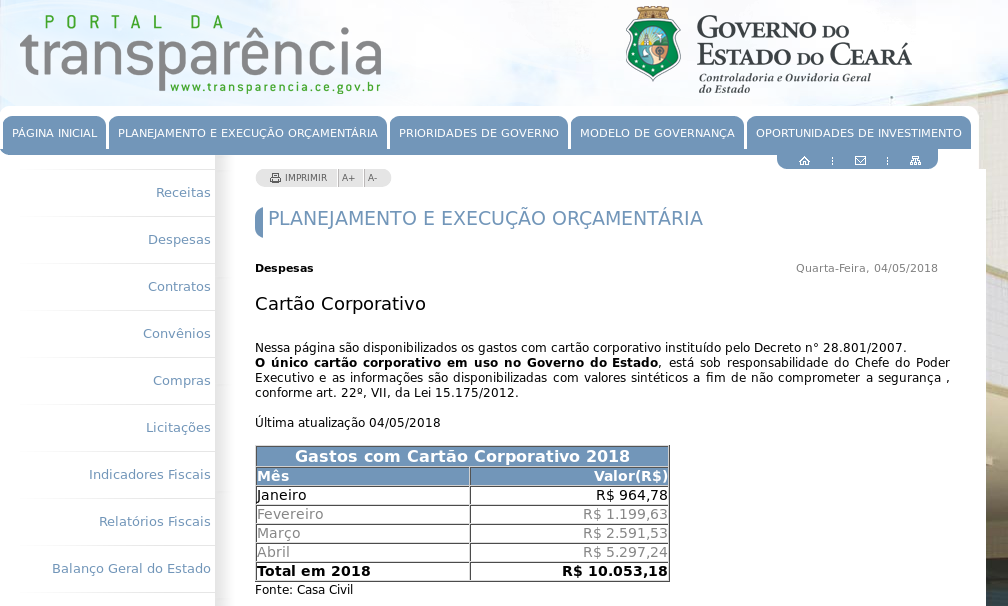 PORTAL DA
transparência
www.transparencia.ce.gov.br
GOVERNO DO
ESTADO DO CEARÁ
Controladoria e Ouvidoria Geral
do Estado
PÁGINA INICIAL PLANEJAMENTO E EXECUÇÃO ORÇAMENTÁRIA PRIORIDADES DE GOVERNO MODELO DE GOVERNANÇA OPORTUNIDADES DE INVESTIMENTO
Receitas
Despesas
Contratos
Convênios
Compras
Licitações
Indicadores Fiscais
Relatórios Fiscais
Balanço Geral do Estado
IMPRIMIR A+ A-
PLANEJAMENTO E EXECUÇÃO ORÇAMENTÁRIA
Despesas Quarta-Feira, 04/05/2018
Cartão Corporativo
Nessa página são disponibilizados os gastos com cartão corporativo instituído pelo Decreto n° 28.801/2007.
O único cartão corporativo em uso no Governo do Estado, está sob responsabilidade do Chefe do Poder
Executivo e as informações são disponibilizadas com valores sintéticos a fim de não comprometer a segurança ,
conforme art. 22º, VII, da Lei 15.175/2012.
Última atualização 04/05/2018
Gastos com Cartão Corporativo 2018
Mês Valor(R$)
Janeiro R$ 964,78
Fevereiro R$ 1.199,63
Março R$ 2.591,53
Abril R$ 5.297,24
Total em 2018 R$ 10.053,18
Fonte: Casa Civil